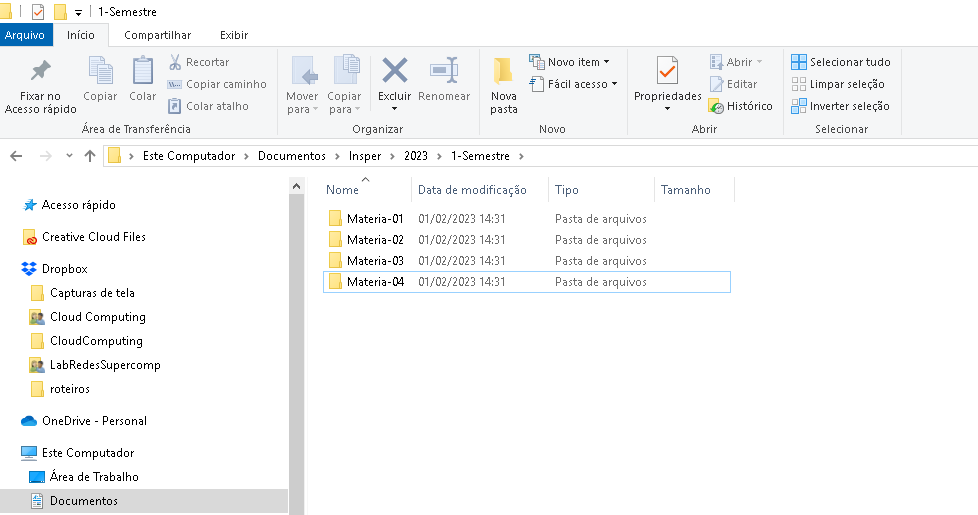 1-Semestre
Arquivo Início Compartilhar Exibir
Fixar no Acesso rápido
Copiar
Colar
Recortar
Copiar caminho
Colar atalho
Área de Transferência
Mover para
Copiar para
Excluir
Renomear
Organizar
Nova pasta
Novo item
Fácil acesso
Novo
Propriedades
Abrir
Editar
Histórico
Abrir
Selecionar tudo
Limpar seleção
Inverter seleção
Selecionar
Este Computador > Documentos > Insper > 2023 > 1-Semestre >
Acesso rápido
Creative Cloud Files
Dropbox
Capturas de tela
Cloud Computing
CloudComputing
LabRedesSupercomp
roteiros
OneDrive - Personal
Este Computador
Área de Trabalho
Documentos
Nome Data de modificação Tipo Tamanho
Materia-01 01/02/2023 14:31 Pasta de arquivos
Materia-02 01/02/2023 14:31 Pasta de arquivos
Materia-03 01/02/2023 14:31 Pasta de arquivos
Materia-04 01/02/2023 14:31 Pasta de arquivos